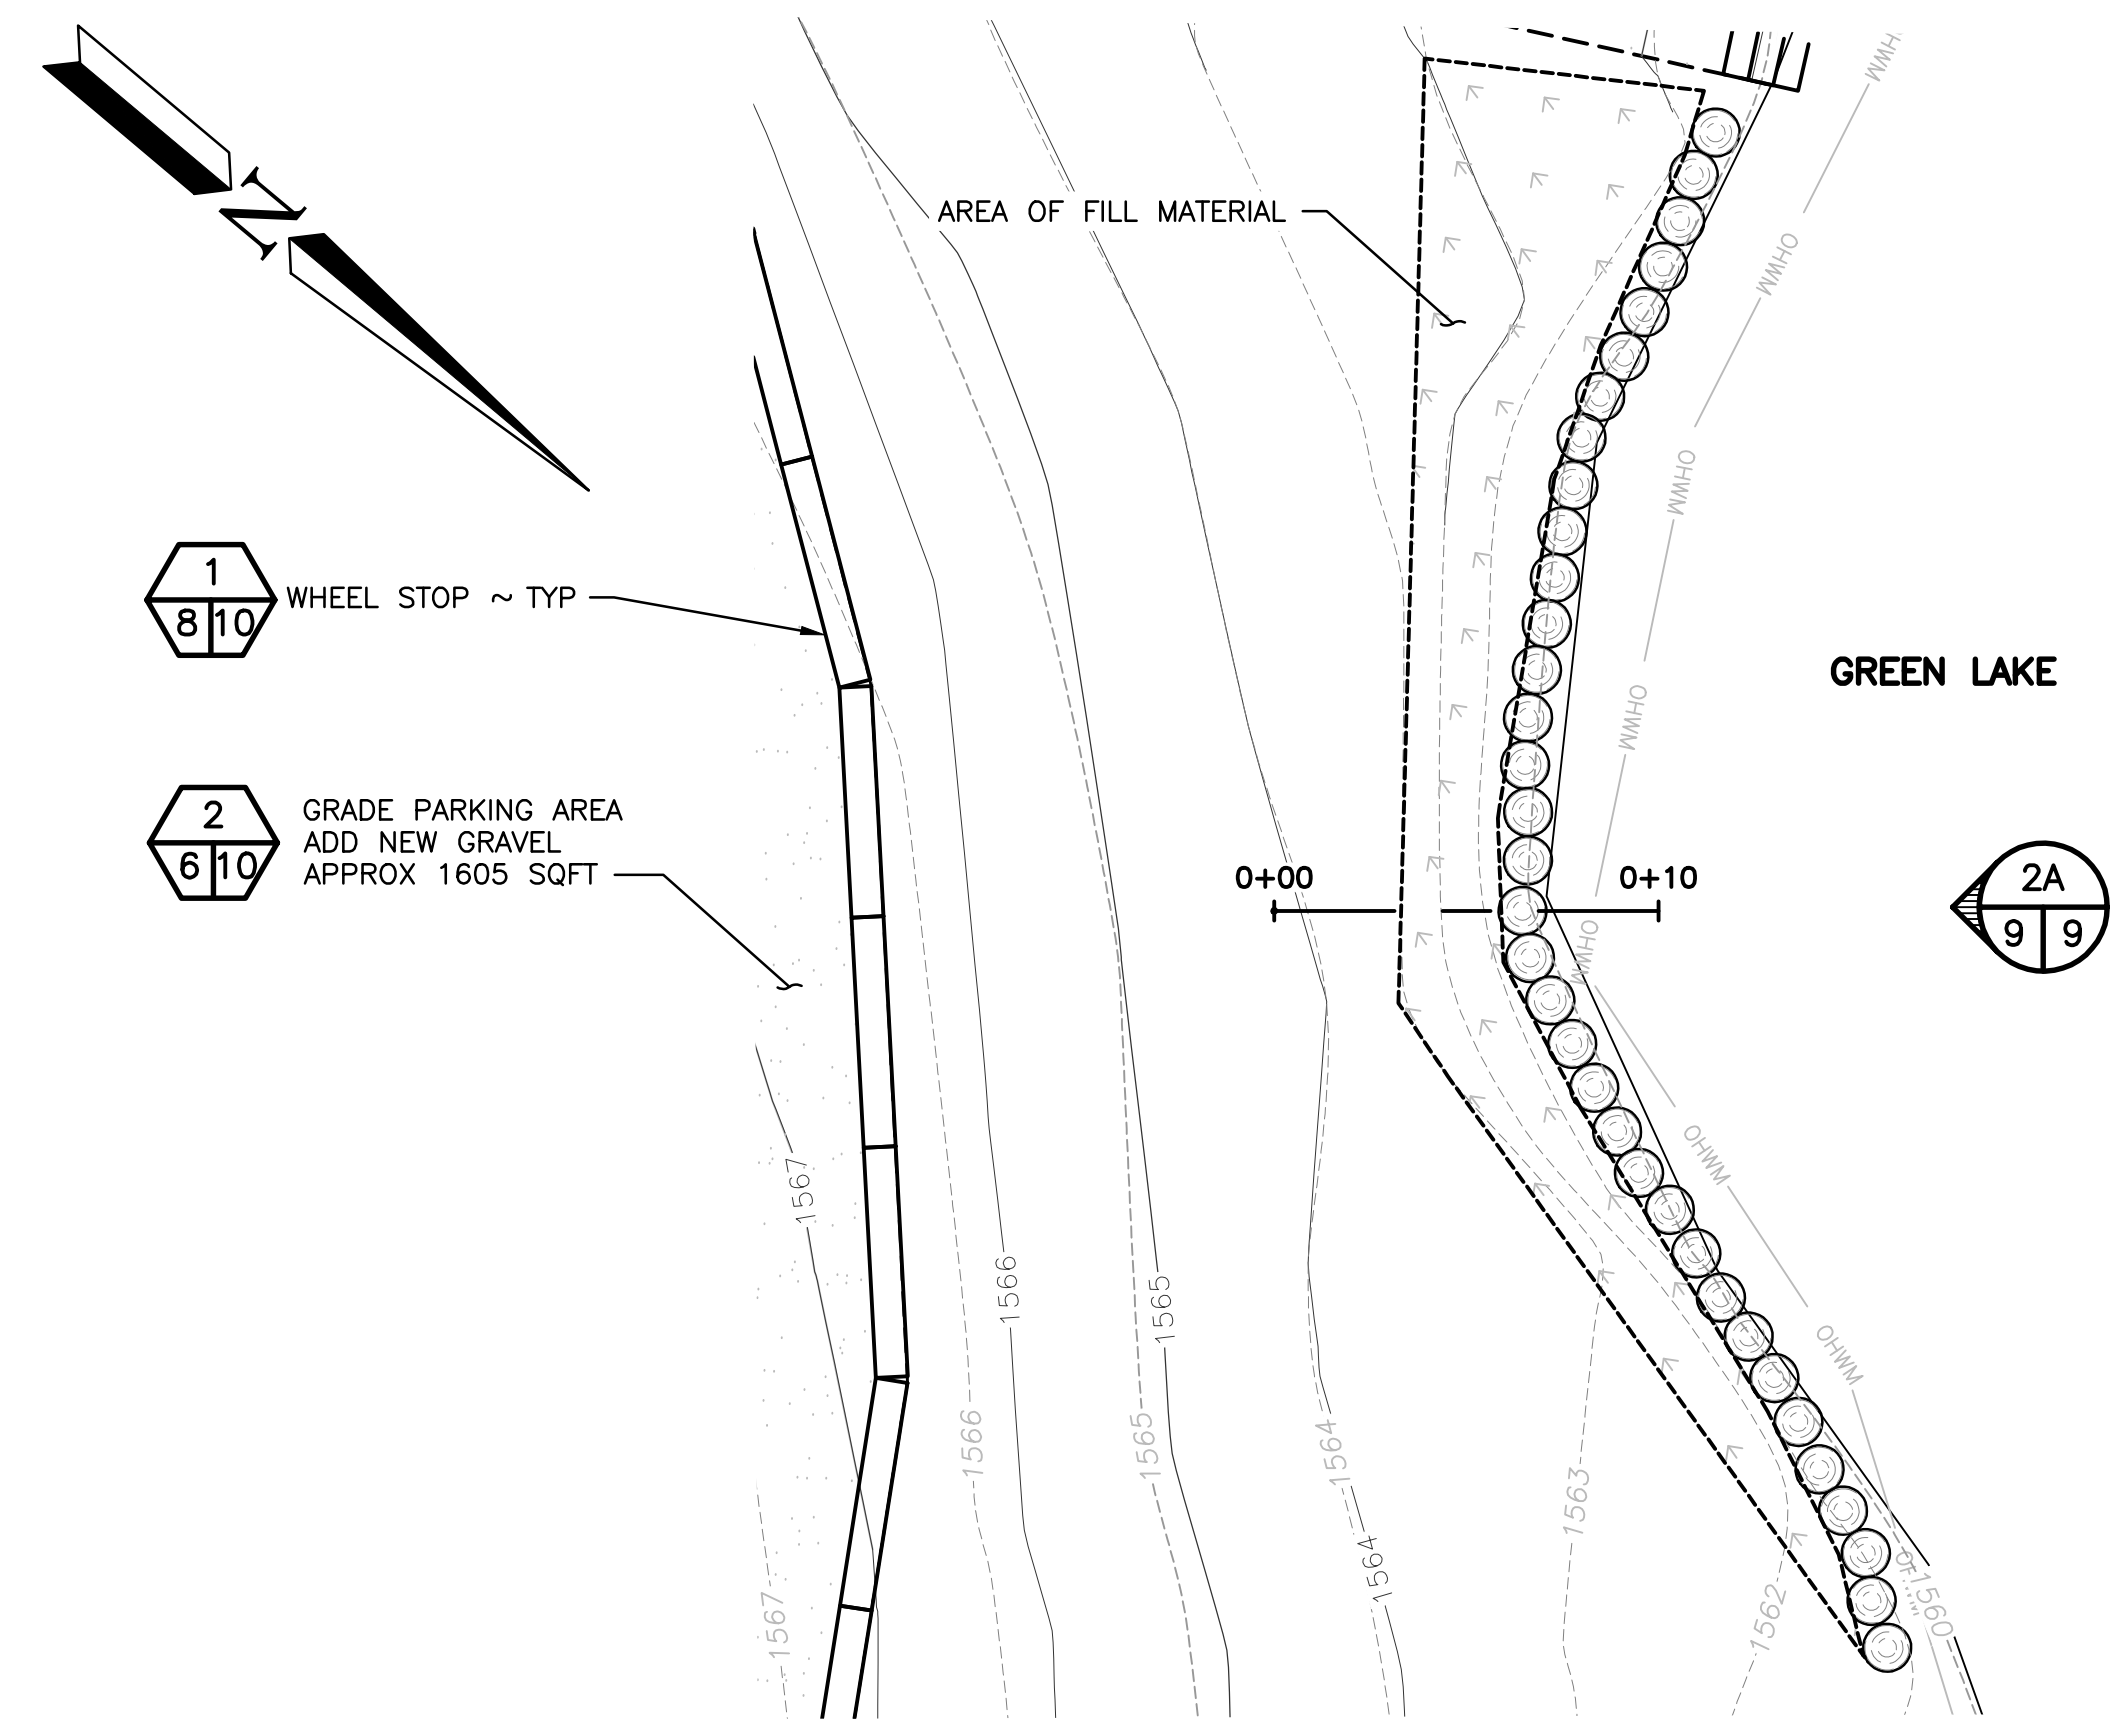 N
OHWM
AREA OF FILL MATERIAL
OHWM
OHWM
1
8 10
WHEEL STOP ~ TYP
GREEN LAKE
OHWM
2
6 10
GRADE PARKING AREA
ADD NEW GRAVEL
APPROX 1605 SQFT
0+00
0+10
2A
9 9
OHWM
OHWM
1567
1566
1565
OHWM
1566
1565
1564
1563
1564
1567
1562
1560